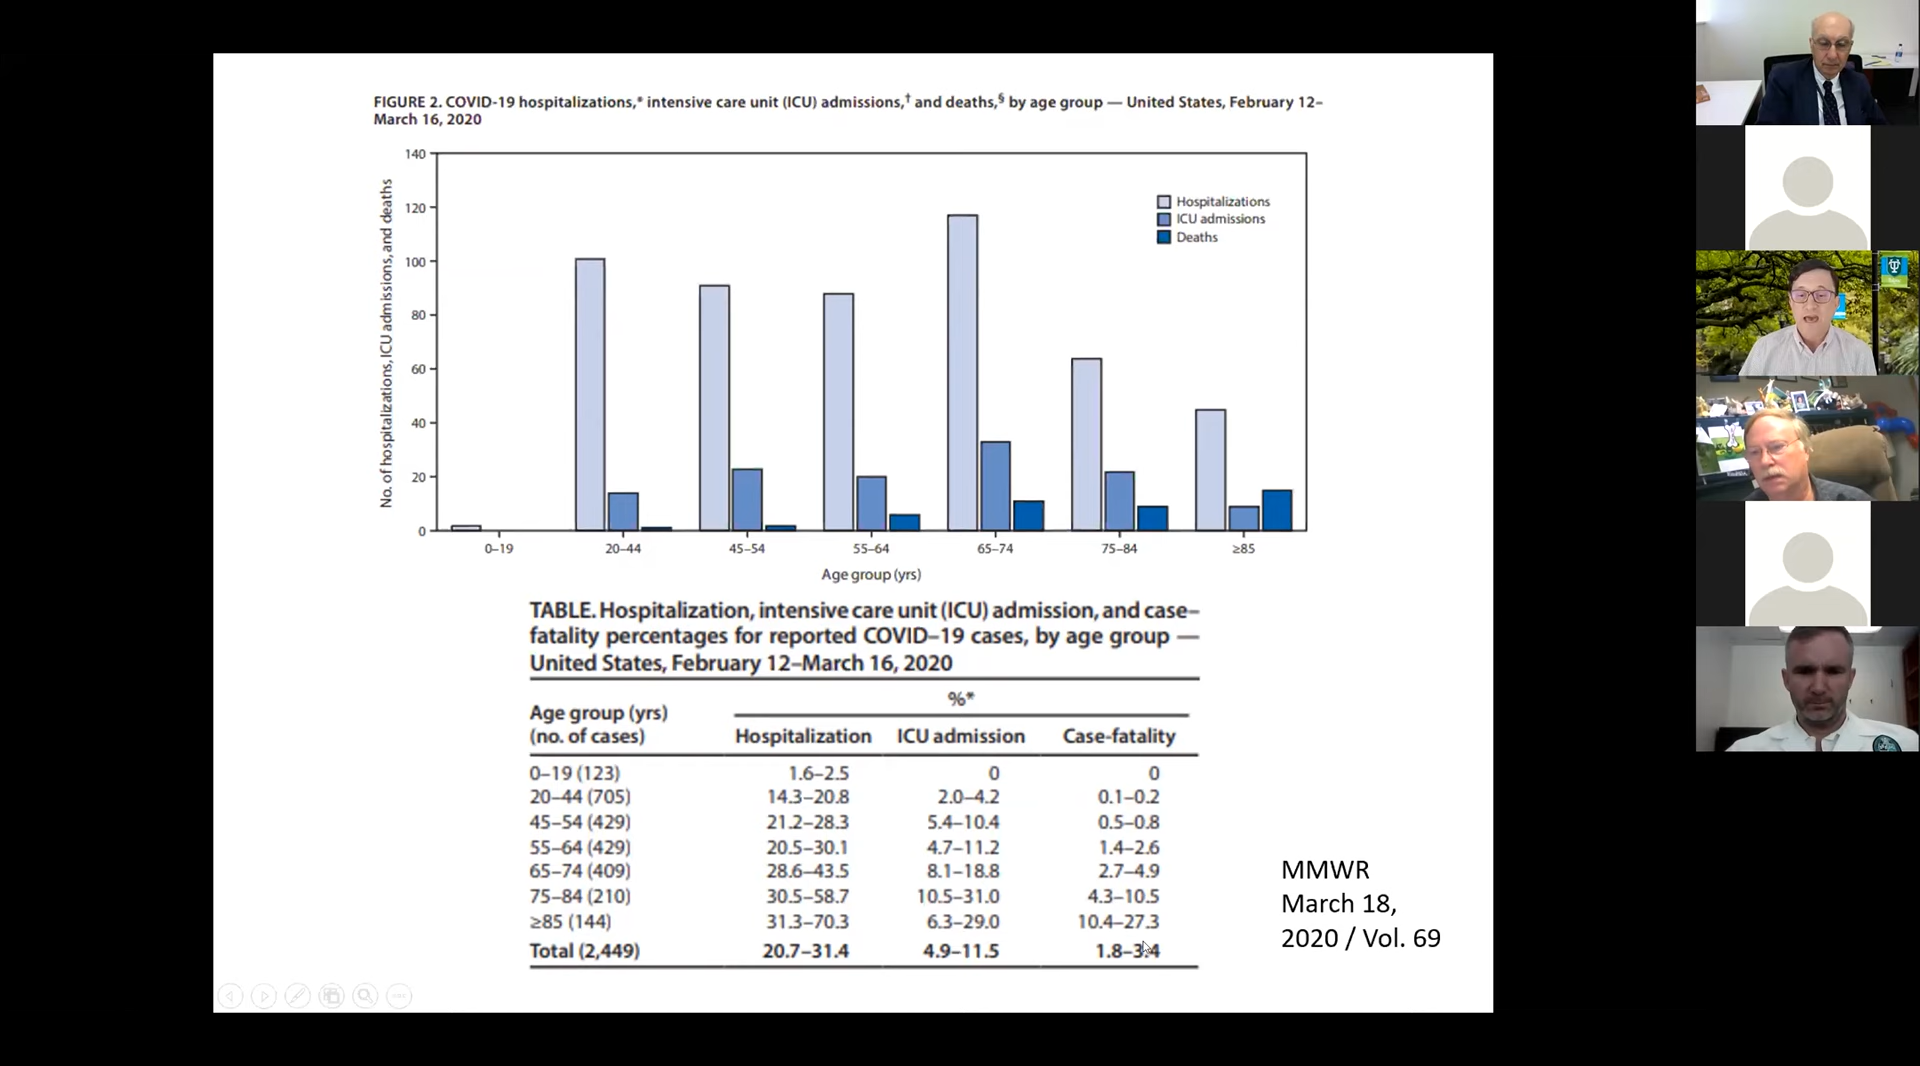 FIGURE 2. COVID-19 hospitalizations,* intensive care unit (ICU) admissions,† and deaths,§ by age group — United States, February 12–
March 16, 2020
No. of hospitalizations, ICU admissions, and deaths
140
120
100
80
60
40
20
0
Hospitalizations
ICU admissions
Deaths
0–19 20–44 45–54 55–64 65–74 75–84 ≥85
Age group (yrs)
TABLE. Hospitalization, intensive care unit (ICU) admission, and case–
fatality percentages for reported COVID–19 cases, by age group —
United States, February 12–March 16, 2020
%*
Age group (yrs)
(no. of cases) Hospitalization ICU admission Case-fatality
0–19 (123) 1.6–2.5 0 0
20–44 (705) 14.3–20.8 2.0–4.2 0.1–0.2
45–54 (429) 21.2–28.3 5.4–10.4 0.5–0.8
55–64 (429) 20.5–30.1 4.7–11.2 1.4–2.6
65–74 (409) 28.6–43.5 8.1–18.8 2.7–4.9
75–84 (210) 30.5–58.7 10.5–31.0 4.3–10.5
≥85 (144) 31.3–70.3 6.3–29.0 10.4–27.3
Total (2,449) 20.7–31.4 4.9–11.5 1.8–3.4
MMWR
March 18,
2020 / Vol. 69